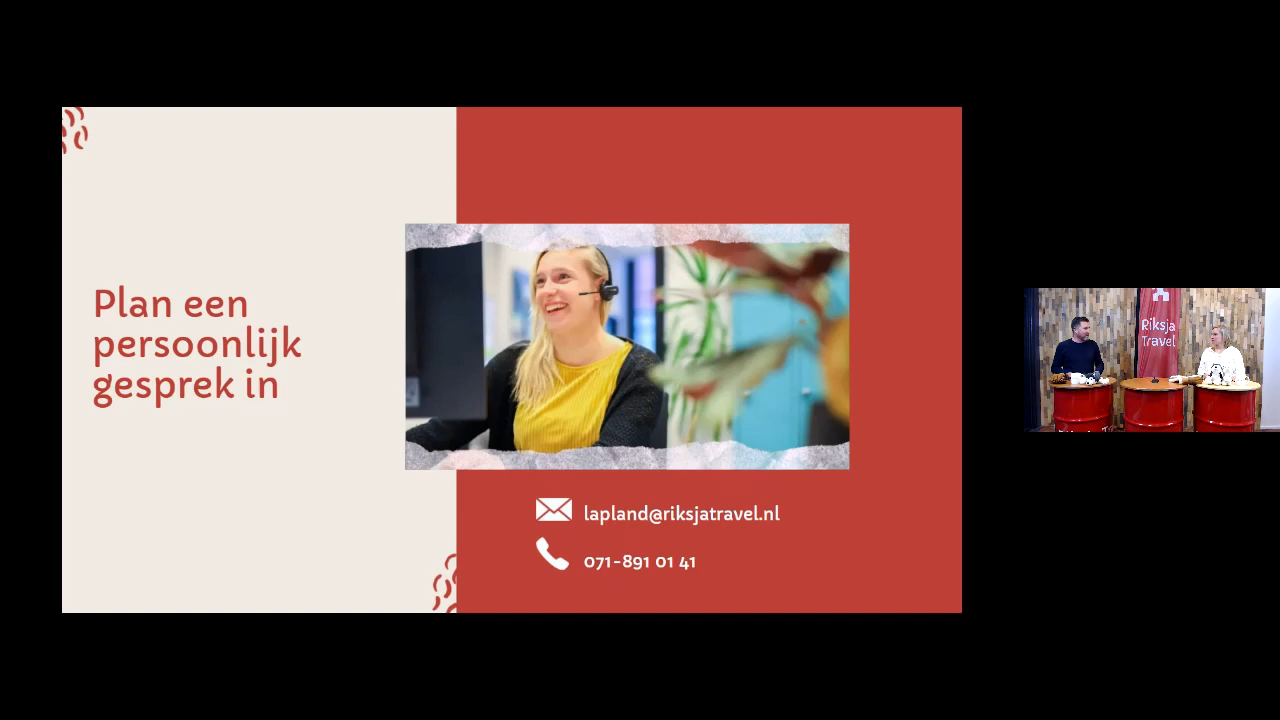 Plan een
persoonlijk
gesprek in
lapland@riksjatravel.nl
071-891 01 41
Riksja
Travel